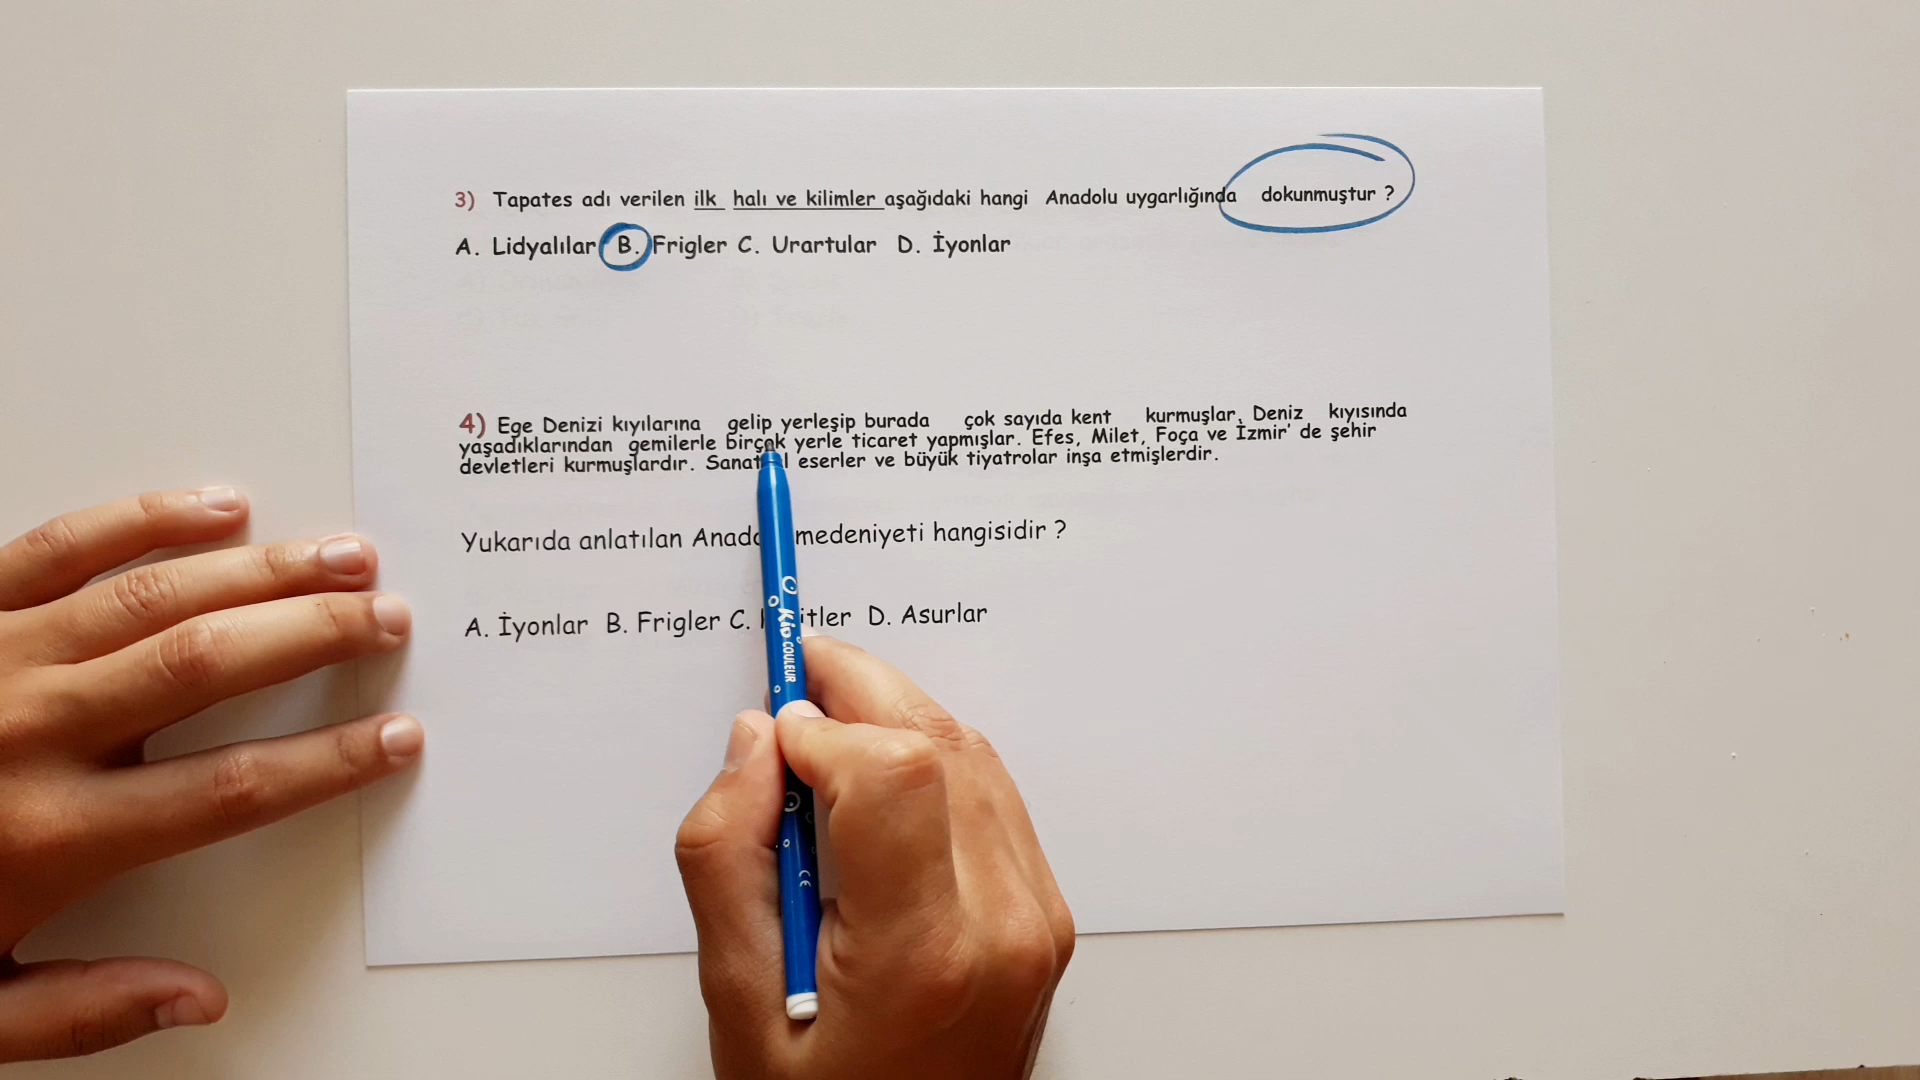 3) Tapates adı verilen ilk halı ve kilimler aşağıdaki hangi Anadolu uygarlığında dokunmuştur ?
A. Lidyalılar B. Frigler C. Urartular D. İyonlar
4) Ege Denizi kıyılarına gelip yerleşip burada çok sayıda kent kurmuşlar. Deniz kıyısında
yaşadıklarından gemilerle birçok yerle ticaret yapmışlar. Efes, Milet, Foça ve İzmir' de şehir
devletleri kurmuşlardır. eserler ve büyük tiyatrolar inşa etmişlerdir.
Yukarıda anlatılan medeniyeti hangisidir ?
A. İyonlar B. Frigler C. D. Asurlar
Kid COULEUR
CE